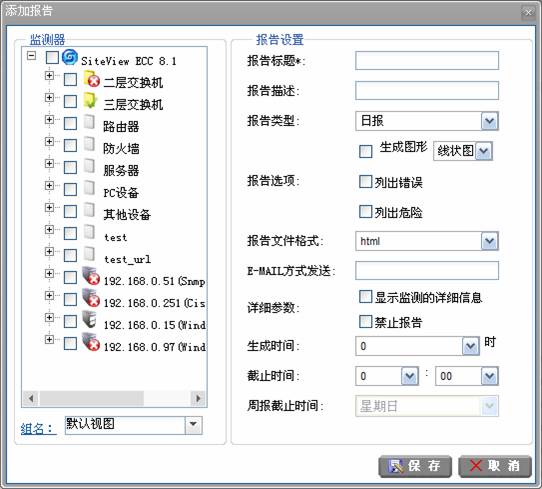 添加报告
监测器
SiteView ECC 8.1
二层交换机
三层交换机
路由器
防火墙
服务器
PC设备
其他设备
test
test_url
192.168.0.51(Snmp
192.168.0.251(Cis
192.168.0.15(Wind
192.168.0.97(Wind
组名: 默认视图
报告设置
报告标题*:
报告描述:
报告类型: 日报
生成图形 线状图
报告选项: 列出错误
列出危险
报告文件格式: html
E-MAIL方式发送:
详细参数: 显示监测的详细信息
禁止报告
生成时间: 0 时
截止时间: 0 : 00
周报截止时间: 星期日
保存 取消